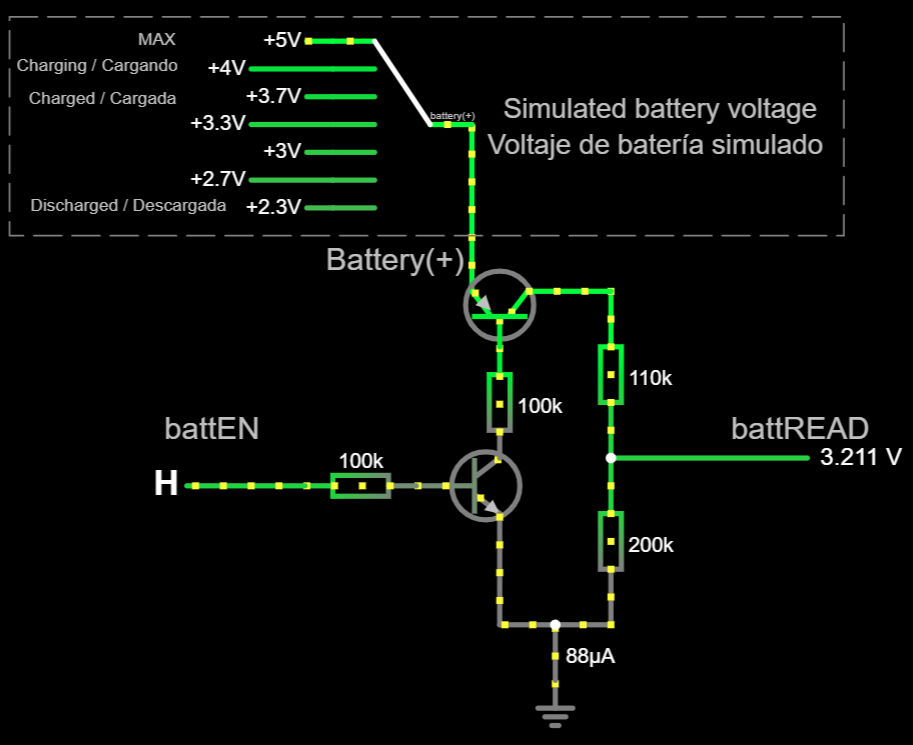 MAX +5V
Charging / Cargando +4V
Charged / Cargada +3.7V
+3.3V
battery(+)
Simulated battery voltage
Voltaje de batería simulado
+3V
+2.7V
Discharged / Descargada +2.3V
Battery(+)
110k
100k
battEN
battREAD
3.211 V
100k
H
200k
88μA